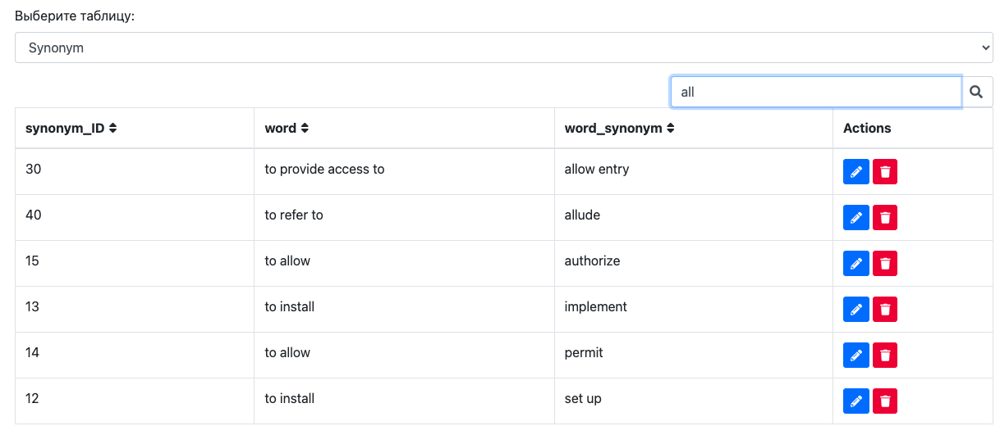 Выберите таблицу:
Synonym
all
synonym_ID word word_synonym Actions
30 to provide access to allow entry
40 to refer to allude
15 to allow authorize
13 to install implement
14 to allow permit
12 to install set up